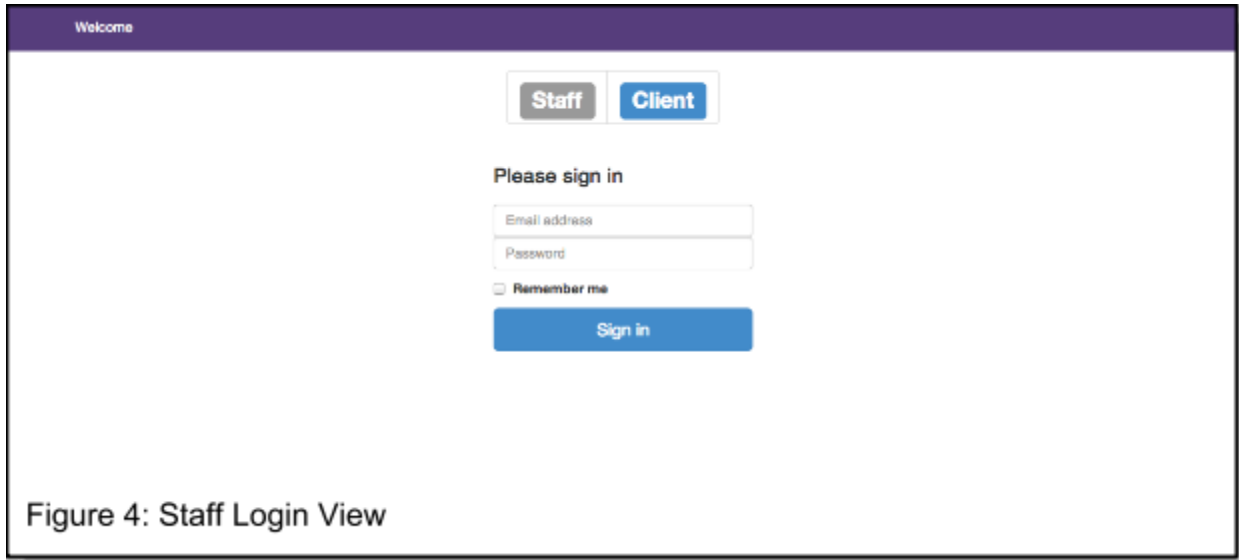 Welcome
Staff Client
Please sign in
Email address
Password
Remember me
Sign in
Figure 4: Staff Login View